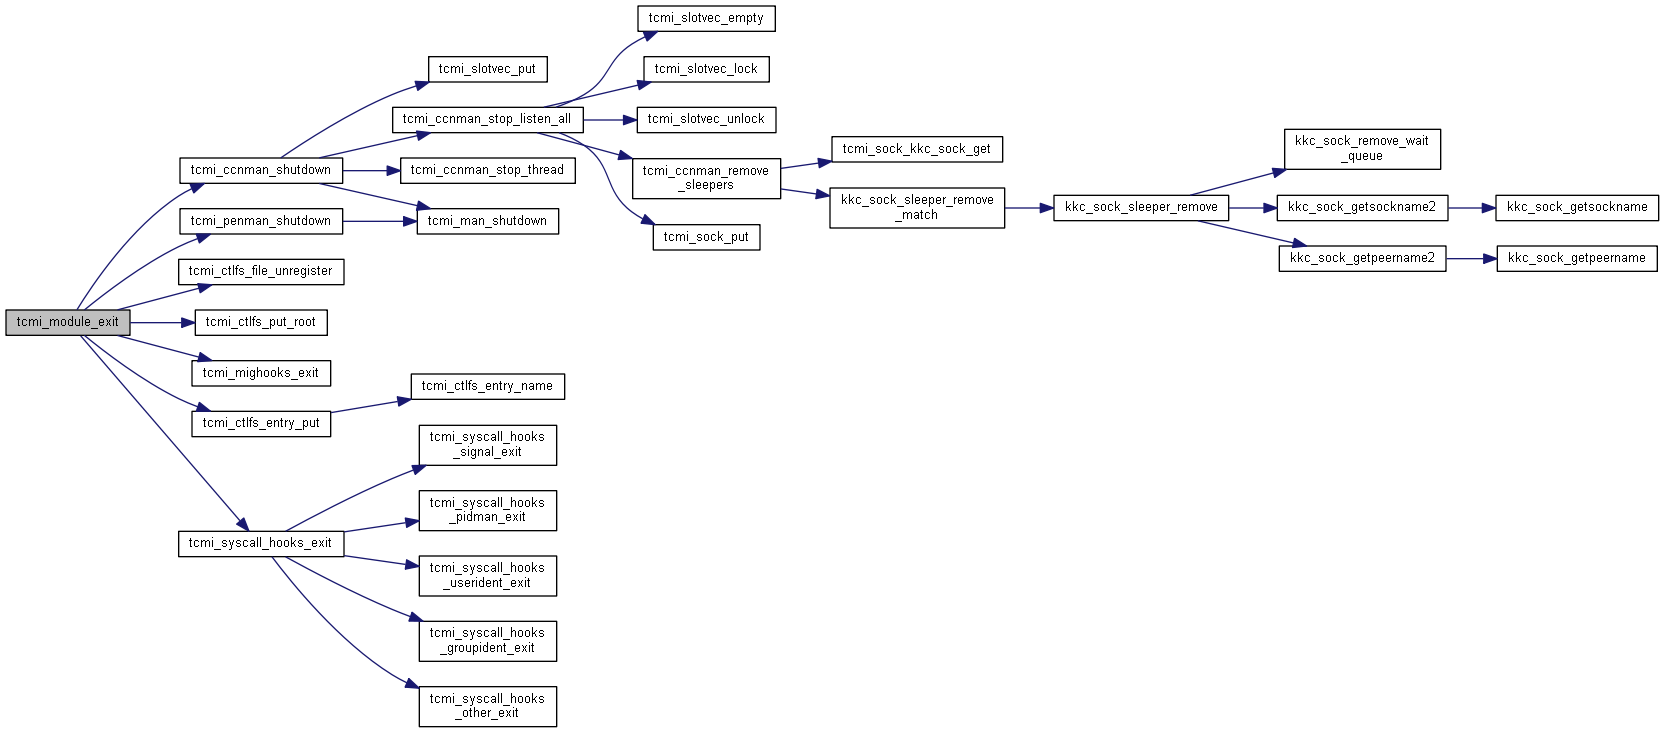 tcmi_slotvec_empty
tcmi_slotvec_put
tcmi_slotvec_lock
tcmi_ccnman_stop_listen_all
tcmi_slotvec_unlock
kkc_sock_remove_wait
_queue
tcmi_sock_kkc_sock_get
tcmi_ccnman_shutdown
tcmi_ccnman_stop_thread
tcmi_ccnman_remove
_sleepers
kkc_sock_sleeper_remove
_match
kkc_sock_sleeper_remove
kkc_sock_getsockname2
kkc_sock_getsockname
tcmi_penman_shutdown
tcmi_man_shutdown
tcmi_sock_put
kkc_sock_getpeername2
kkc_sock_getpeername
tcmi_ctlfs_file_unregister
tcmi_module_exit
tcmi_ctlfs_put_root
tcmi_mighooks_exit
tcmi_ctlfs_entry_name
tcmi_ctlfs_entry_put
tcmi_syscall_hooks
_signal_exit
tcmi_syscall_hooks
_pidman_exit
tcmi_syscall_hooks_exit
tcmi_syscall_hooks
_userident_exit
tcmi_syscall_hooks
_groupident_exit
tcmi_syscall_hooks
_other_exit